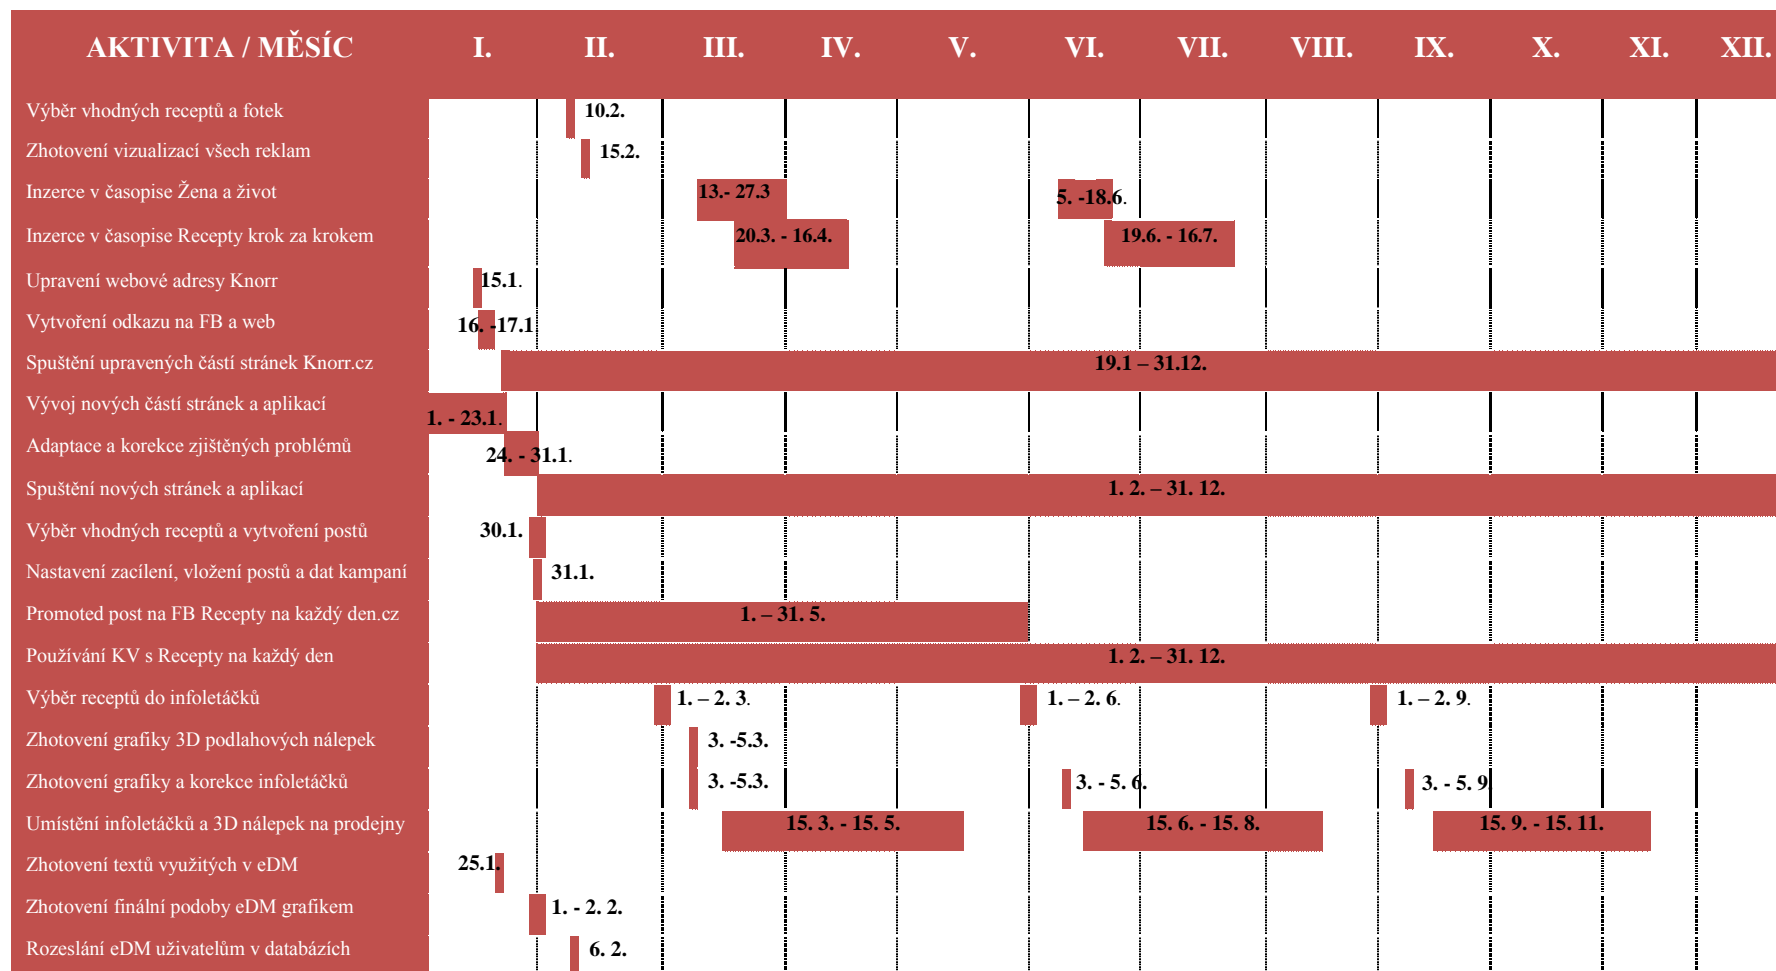 AKTIVITA / MĚSÍC I. II. III. IV. V. VI. VII. VIII. IX. X. XI. XII.
Výběr vhodných receptů a fotek 10.2.
Zhotovení vizualizací všech reklam 15.2.
Inzerce v časopise Žena a život 13.- 27.3 5. -18.6.
Inzerce v časopise Recepty krok za krokem 20.3. - 16.4. 19.6. - 16.7.
Upravení webové adresy Knorr 15.1.
Vytvoření odkazu na FB a web 16. -17.1
Spuštění upravených částí stránek Knorr.cz 19.1 – 31.12.
Vývoj nových částí stránek a aplikací 1. - 23.1.
Adaptace a korekce zjištěných problémů 24. - 31.1.
Spuštění nových stránek a aplikací 1. 2. – 31. 12.
Výběr vhodných receptů a vytvoření postů 30.1.
Nastavení zacílení, vložení postů a dat kampaní 31.1.
Promoted post na FB Recepty na každý den.cz 1. – 31. 5.
Používání KV s Recepty na každý den 1. 2. – 31. 12.
Výběr receptů do infoletáčků 1. – 2. 3. 1. – 2. 6. 1. – 2. 9.
Zhotovení grafiky 3D podlahových nálepek 3. -5.3.
Zhotovení grafiky a korekce infoletáčků 3. -5.3. 3. - 5. 6. 3. - 5. 9.
Umístění infoletáčků a 3D nálepek na prodejny 15. 3. - 15. 5. 15. 6. - 15. 8. 15. 9. - 15. 11.
Zhotovení textů využitých v eDM 25.1.
Zhotovení finální podoby eDM grafikem 1. - 2. 2.
Rozeslání eDM uživatelům v databázích 6. 2.